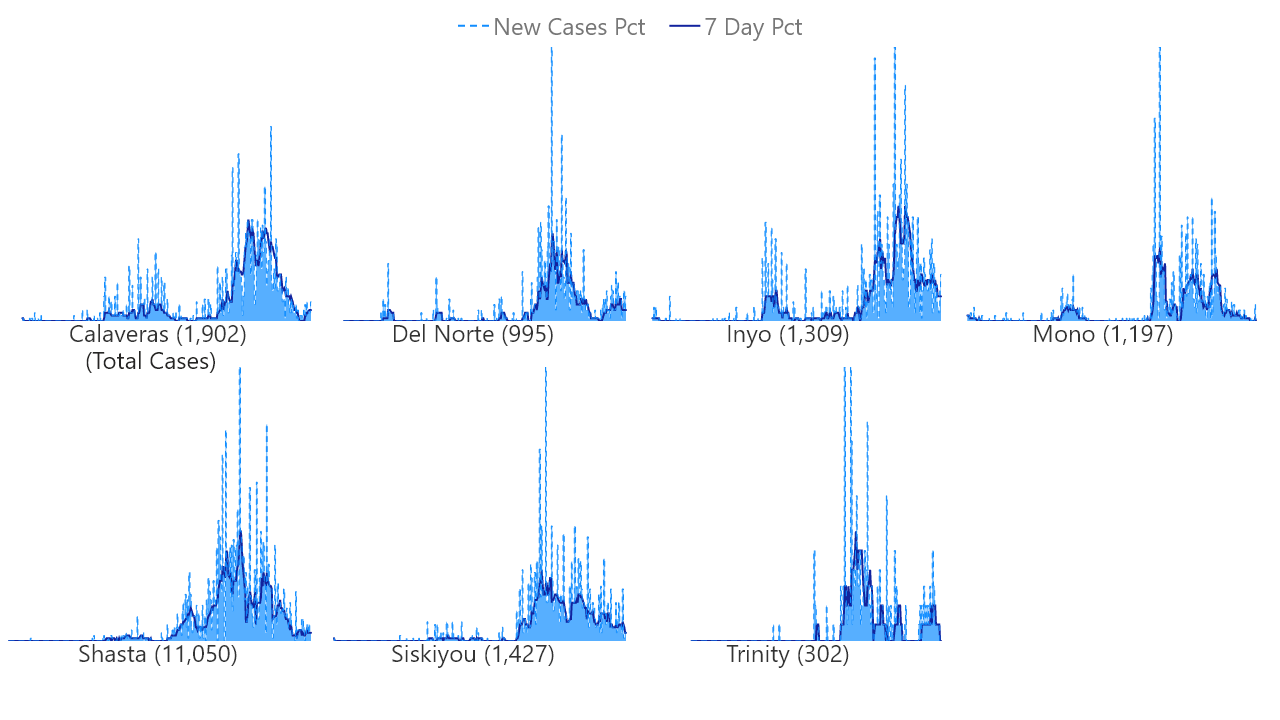 New Cases Pct 7 Day Pct
Calaveras (1,902) Del Norte (995) Inyo (1,309) Mono (1,197)
(Total Cases)
Shasta (11,050) Siskiyou (1,427) Trinity (302)